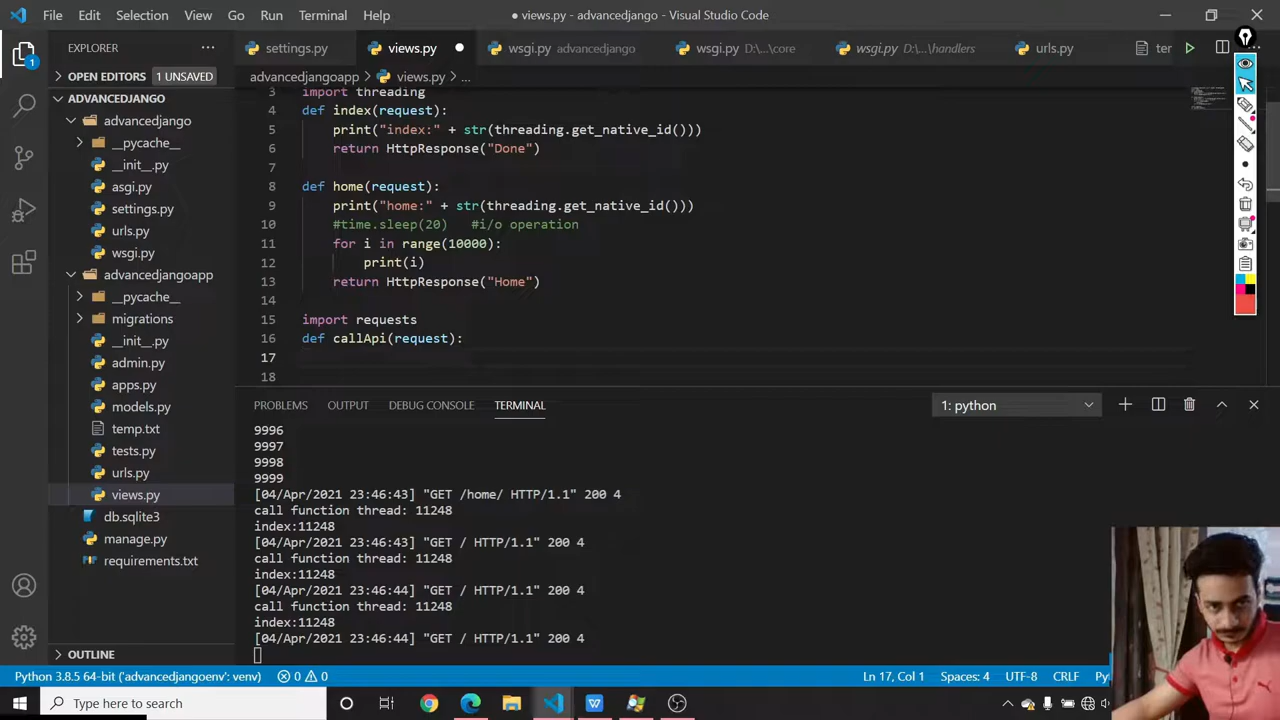 File Edit Selection View Go Run Terminal Help
● views.py - advancedjango - Visual Studio Code
EXPLORER
OPEN EDITORS 1 UNSAVED
ADVANCEDJANGO
advancedjango
__pycache__
__init__.py
asgi.py
settings.py
urls.py
wsgi.py
advancedjangoapp
__pycache__
migrations
__init__.py
admin.py
apps.py
models.py
temp.txt
tests.py
urls.py
views.py
db.sqlite3
manage.py
requirements.txt
OUTLINE
settings.py views.py wsgi.py advancedjango wsgi.py D:\...\core wsgi.py D:\...\handlers urls.py ter
advancedjangoapp > views.py > ...
3 import threading
4 def index(request):
5 print("index:" + str(threading.get_native_id()))
6 return HttpResponse("Done")
7
8 def home(request):
9 print("home:" + str(threading.get_native_id()))
10 #time.sleep(20) #i/o operation
11 for i in range(10000):
12 print(i)
13 return HttpResponse("Home")
14
15 import requests
16 def callApi(request):
17
18
PROBLEMS OUTPUT DEBUG CONSOLE TERMINAL 1: python
9996
9997
9998
9999
[04/Apr/2021 23:46:43] "GET /home/ HTTP/1.1" 200 4
call function thread: 11248
index:11248
[04/Apr/2021 23:46:43] "GET / HTTP/1.1" 200 4
call function thread: 11248
index:11248
[04/Apr/2021 23:46:44] "GET / HTTP/1.1" 200 4
call function thread: 11248
index:11248
[04/Apr/2021 23:46:44] "GET / HTTP/1.1" 200 4
Python 3.8.5 64-bit ('advancedjangoenv': venv) 0 0 Ln 17, Col 1 Spaces: 4 UTF-8 CRLF Py
Type here to search
1